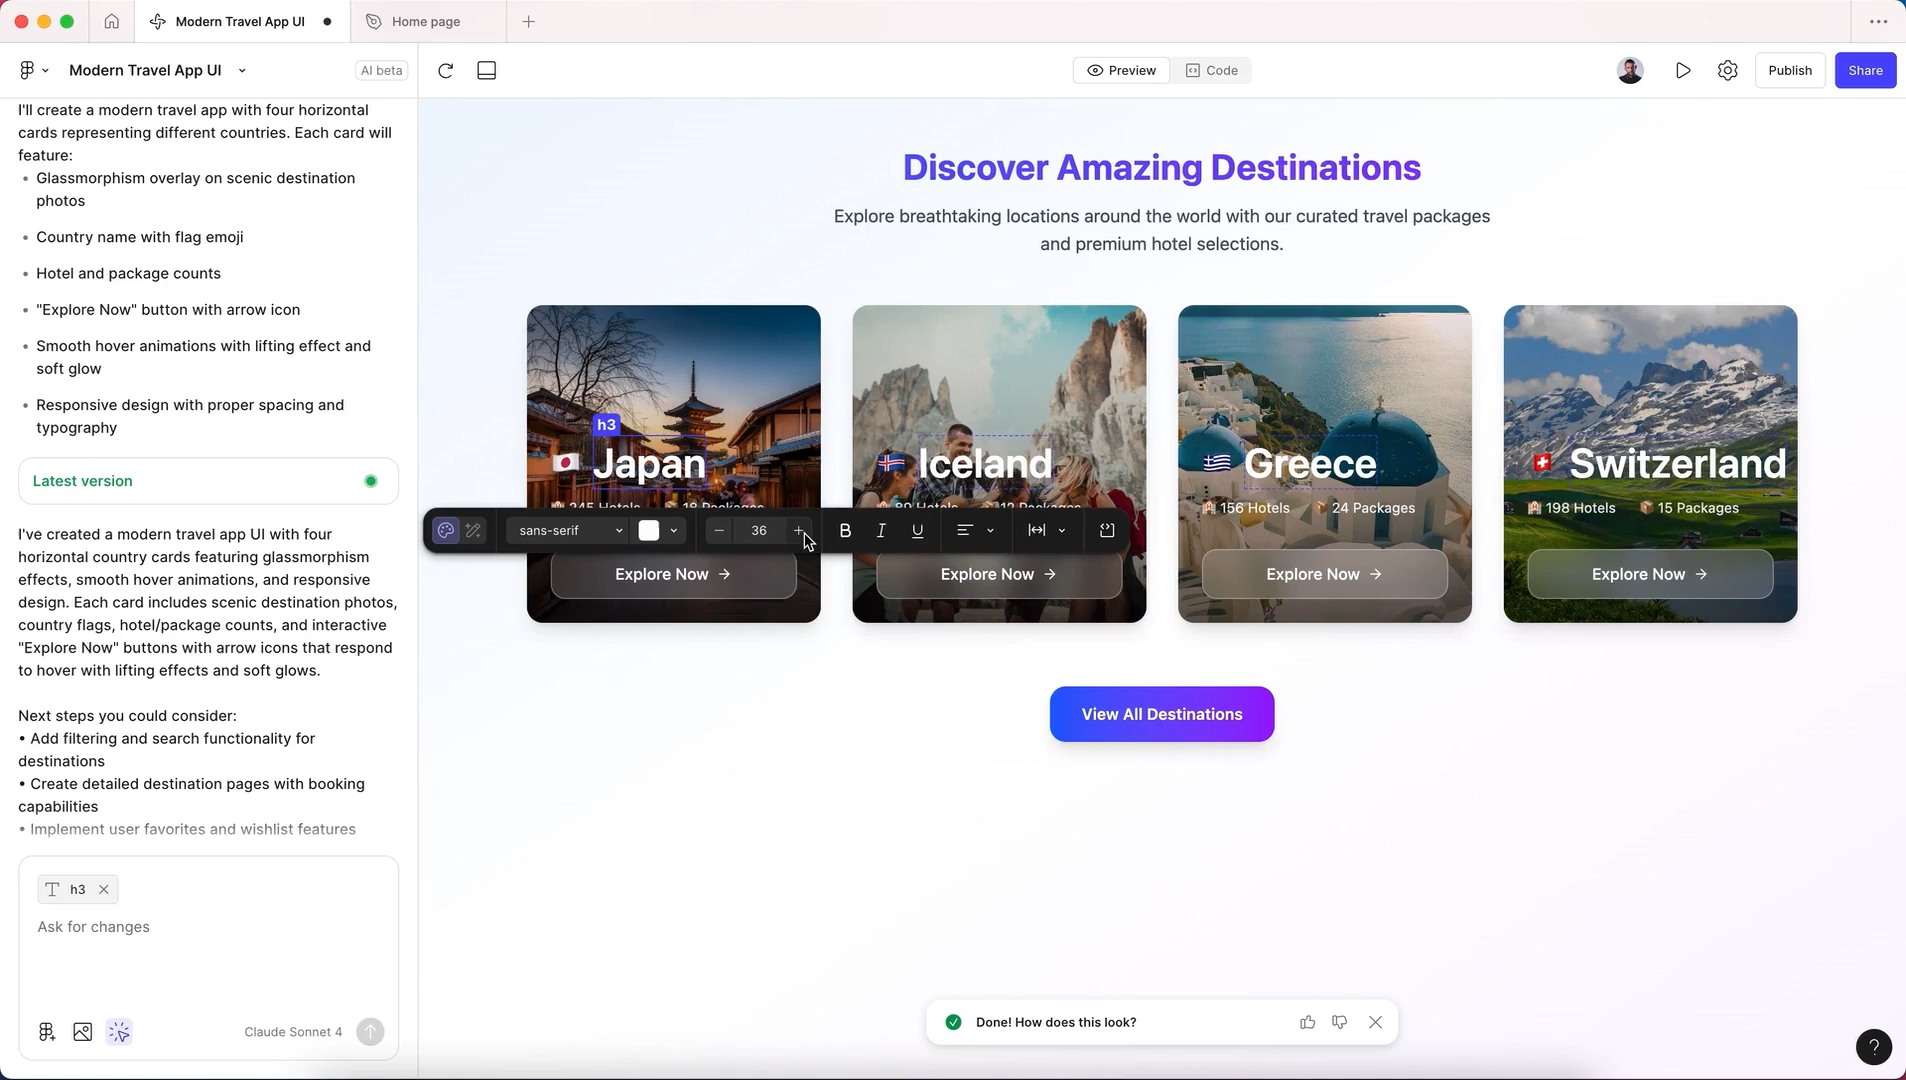 Modern Travel App UI
Home page
Modern Travel App UI
AI beta
Preview
Code
Publish
Share
I'll create a modern travel app with four horizontal
cards representing different countries. Each card will
feature:
• Glassmorphism overlay on scenic destination
photos
• Country name with flag emoji
• Hotel and package counts
• "Explore Now" button with arrow icon
• Smooth hover animations with lifting effect and
soft glow
• Responsive design with proper spacing and
typography
Latest version
I've created a modern travel app UI with four
horizontal country cards featuring glassmorphism
effects, smooth hover animations, and responsive
design. Each card includes scenic destination photos,
country flags, hotel/package counts, and interactive
"Explore Now" buttons with arrow icons that respond
to hover with lifting effects and soft glows.
Next steps you could consider:
• Add filtering and search functionality for
destinations
• Create detailed destination pages with booking
capabilities
• Implement user favorites and wishlist features
h3
Ask for changes
Claude Sonnet 4
Discover Amazing Destinations
Explore breathtaking locations around the world with our curated travel packages
and premium hotel selections.
h3
Japan
245 Hotels 18 Packages
Explore Now →
Iceland
89 Hotels 12 Packages
Explore Now →
Greece
156 Hotels 24 Packages
Explore Now →
Switzerland
198 Hotels 15 Packages
Explore Now →
sans-serif
36
B I U
View All Destinations
Done! How does this look?
?